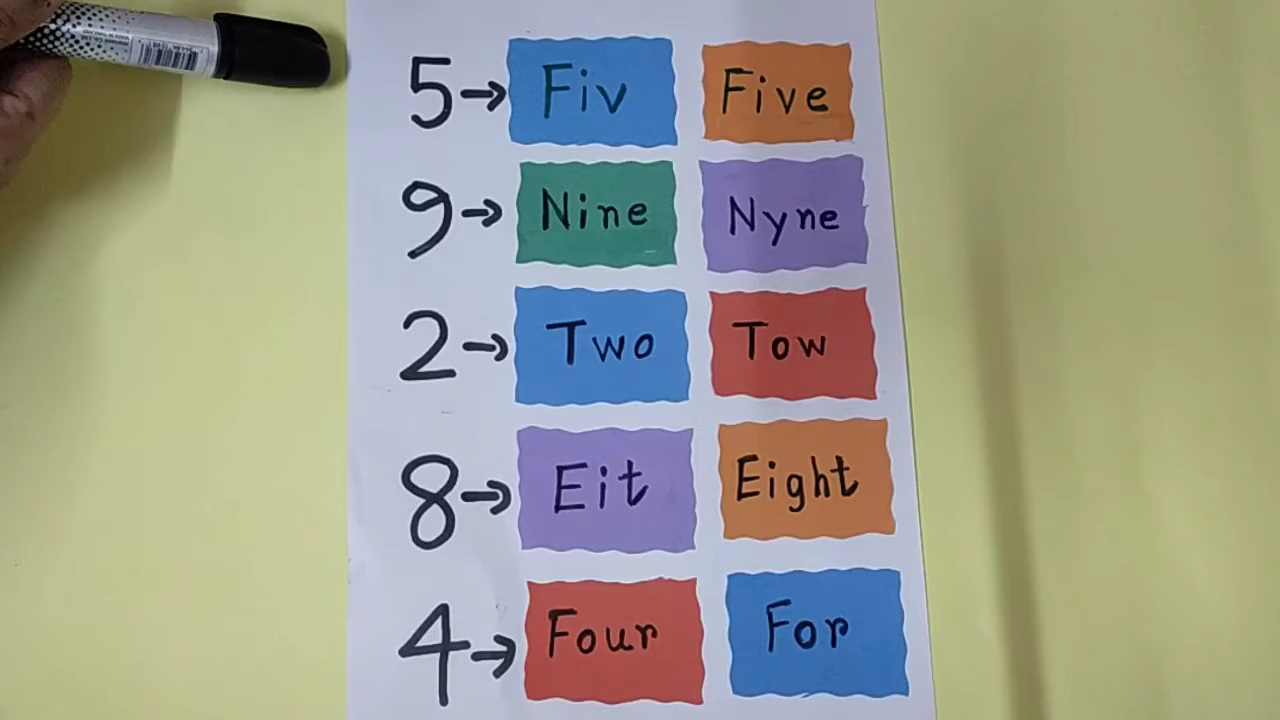 5→ Fiv Five
9→ Nine Nyne
2→ Two Tow
8→ Eit Eight
4→ Four For